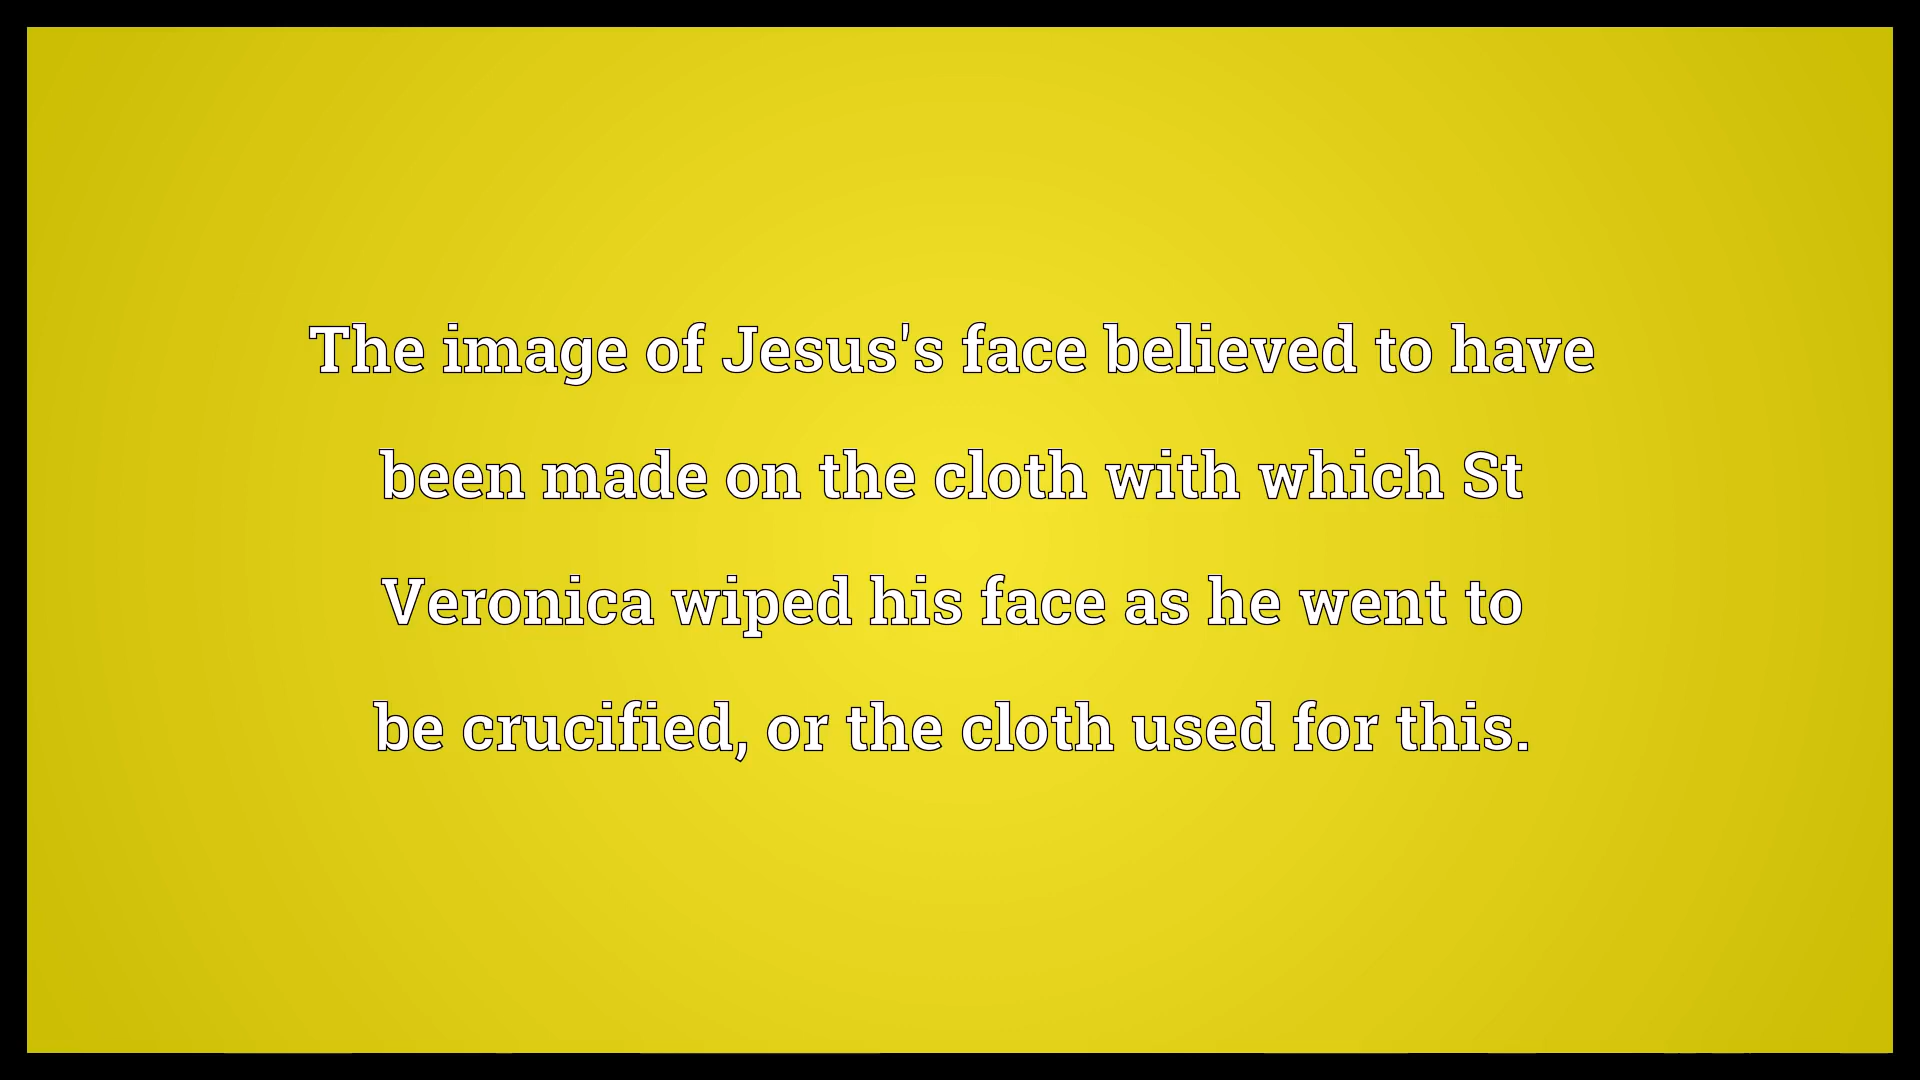 The image of Jesus's face believed to have
been made on the cloth with which St
Veronica wiped his face as he went to
be crucified, or the cloth used for this.